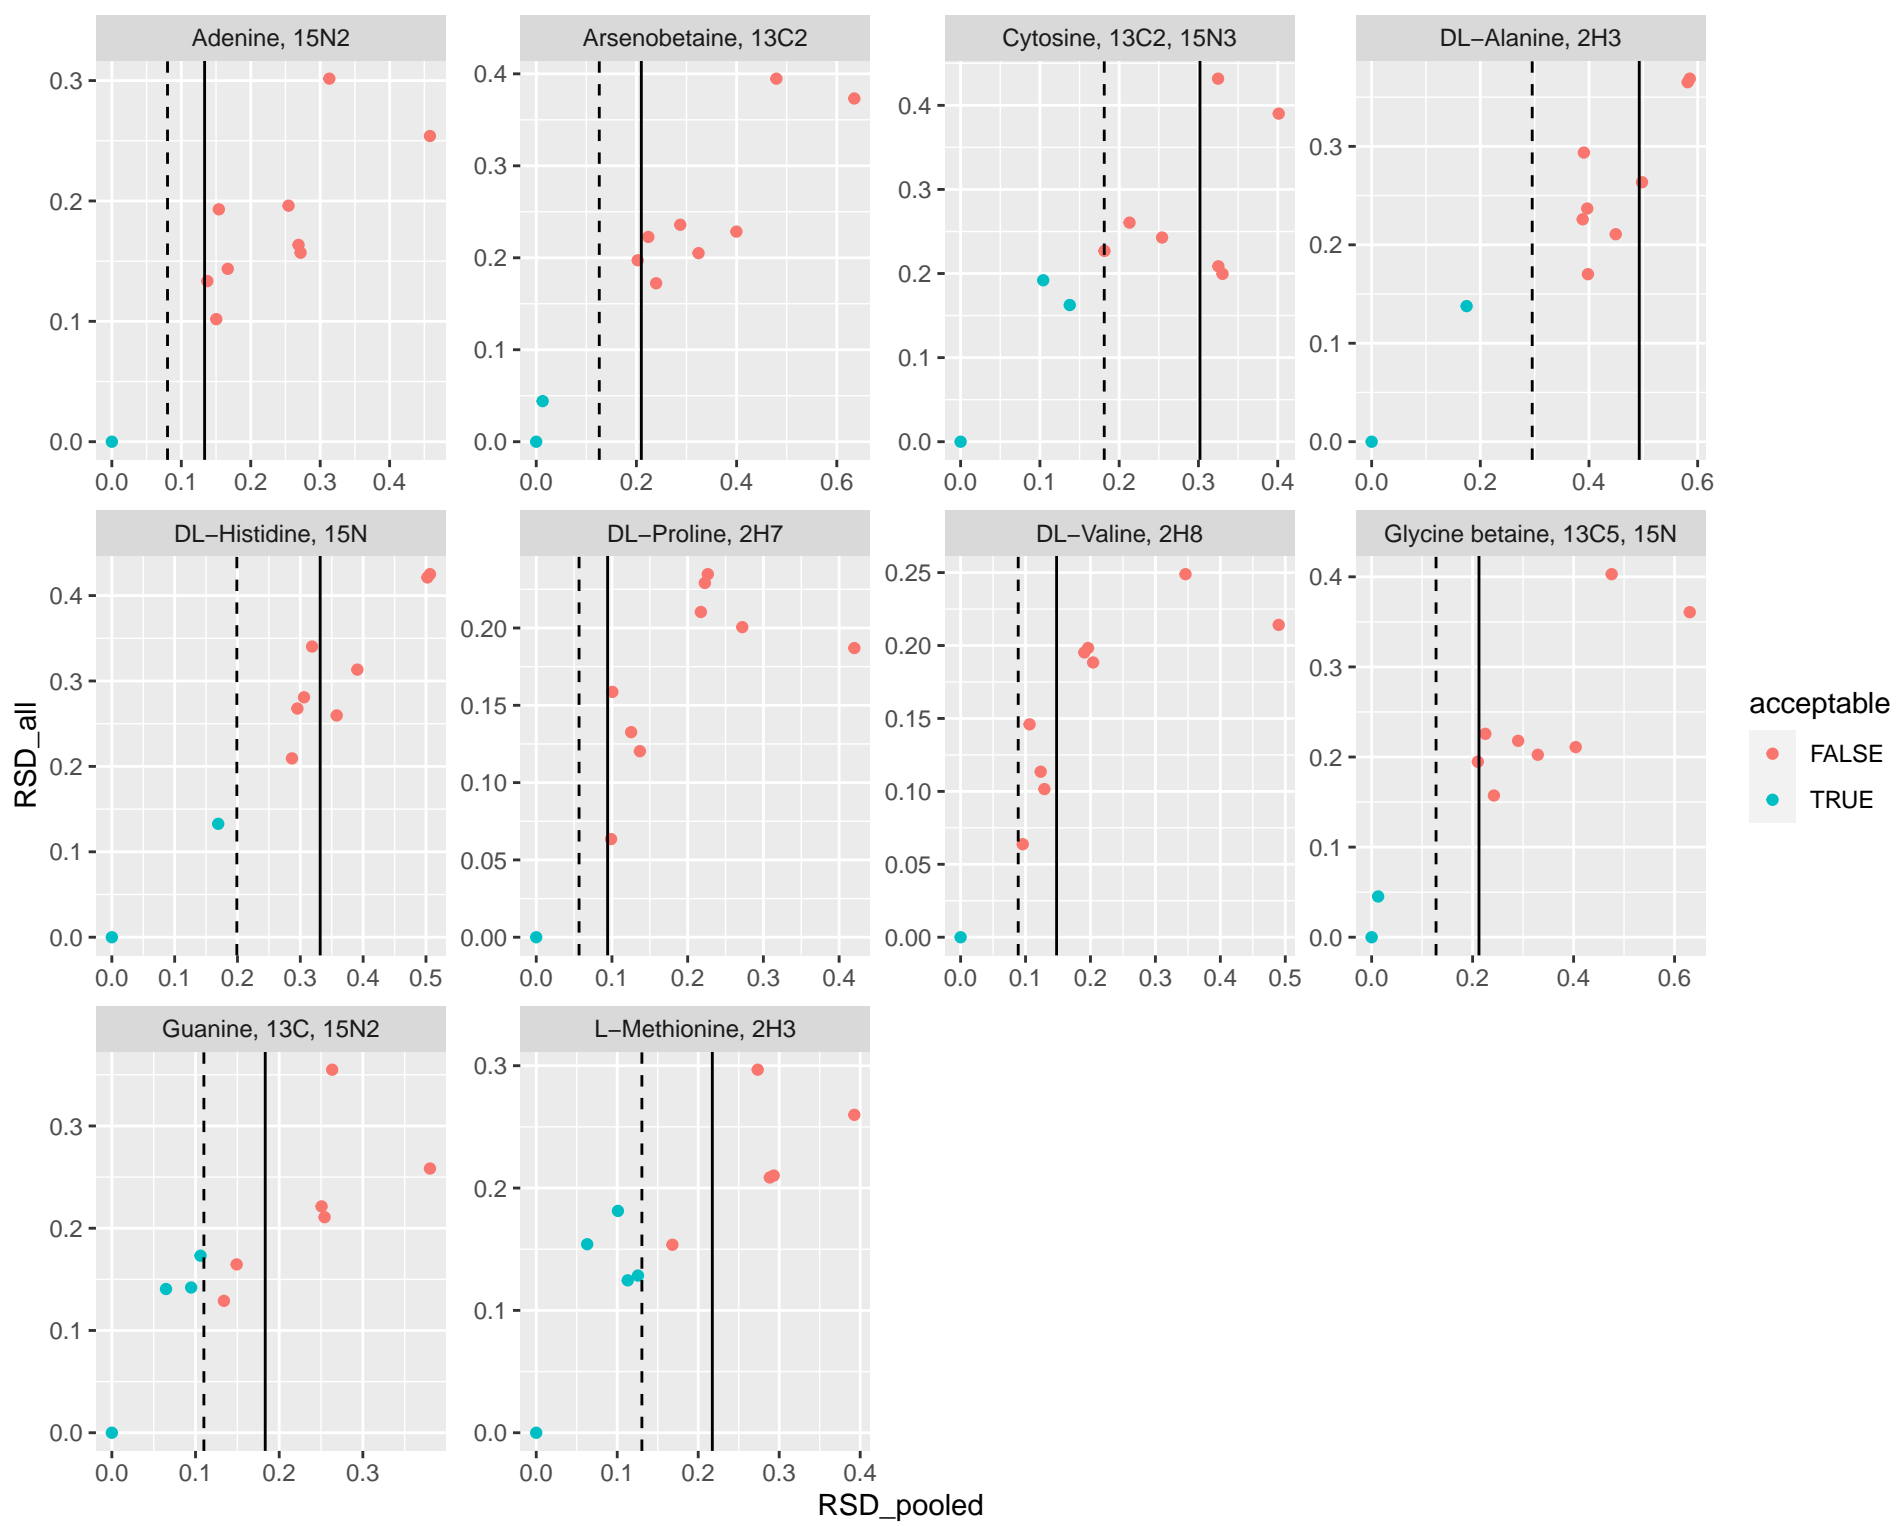 Adenine, 15N2
Arsenobetaine, 13C2
Cytosine, 13C2, 15N3
DL−Alanine, 2H3
0.3
0.2
0.1
0.0
0.4
0.3
0.2
0.1
0.0
0.4
0.3
0.2
0.1
0.0
0.3
0.2
0.1
0.0
0.0 0.1 0.2 0.3 0.4
0.0 0.2 0.4 0.6
0.0 0.1 0.2 0.3 0.4
0.0 0.2 0.4 0.6
DL−Histidine, 15N
DL−Proline, 2H7
DL−Valine, 2H8
Glycine betaine, 13C5, 15N
0.4
0.3
0.2
0.1
0.0
0.20
0.15
0.10
0.05
0.00
0.25
0.20
0.15
0.10
0.05
0.00
0.4
0.3
0.2
0.1
0.0
0.0 0.1 0.2 0.3 0.4 0.5
0.0 0.1 0.2 0.3 0.4
0.0 0.1 0.2 0.3 0.4 0.5
0.0 0.2 0.4 0.6
Guanine, 13C, 15N2
L−Methionine, 2H3
0.3
0.2
0.1
0.0
0.3
0.2
0.1
0.0
0.0 0.1 0.2 0.3
0.0 0.1 0.2 0.3 0.4
RSD_pooled
RSD_all
acceptable
FALSE
TRUE